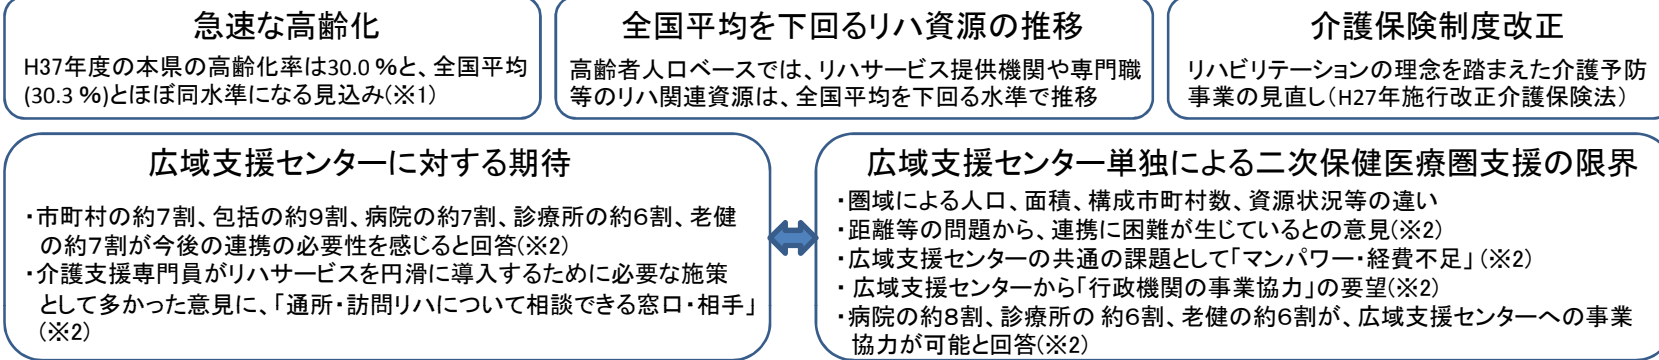 急速な高齢化
H37年度の本県の高齢化率は30.0%と、全国平均
(30.3%)とほぼ同水準になる見込み(※1)
全国平均を下回るリハ資源の推移
高齢者人口ベースでは、リハサービス提供機関や専門職
等のリハ関連資源は、全国平均を下回る水準で推移
介護保険制度改正
リハビリテーションの理念を踏まえた介護予防
事業の見直し(H27年施行改正介護保険法)
広域支援センターに対する期待
・市町村の約7割、包括の約9割、病院の約7割、診療所の約6割、老健
の約7割が今後の連携の必要性を感じると回答(※2)
・介護支援専門員がリハサービスを円滑に導入するために必要な施策
として多かった意見に、「通所・訪問リハについて相談できる窓口・相手」
(※2)
広域支援センター単独による二次保健医療圏支援の限界
・圏域による人口、面積、構成市町村数、資源状況等の違い
・距離等の問題から、連携に困難が生じているとの意見(※2)
・広域支援センターの共通の課題として「マンパワー・経費不足」(※2)
・広域支援センターから「行政機関の事業協力」の要望(※2)
・病院の約8割、診療所の 約6割、老健の約6割が、広域支援センターへの事業
協力が可能と回答(※2)